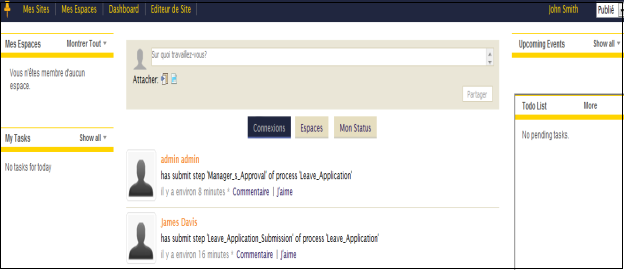 Mes Sites Mes Espaces Dashboard Editeur de Site John Smith Publié
Mes Espaces Montrer Tout
Vous n'êtes membre d'aucun
espace.
My Tasks Show all
No tasks for today
Sur quoi travaillez-vous?
Attacher:
Partager
Connexions Espaces Mon Status
admin admin
has submit step 'Manager_s_Approval' of process 'Leave_Application'
il y a environ 8 minutes * Commentaire | J'aime
James Davis
has submit step 'Leave_Application_Submission' of process 'Leave_Application'
il y a environ 16 minutes * Commentaire | J'aime
Upcoming Events Show all
Todo List More
No pending tasks.